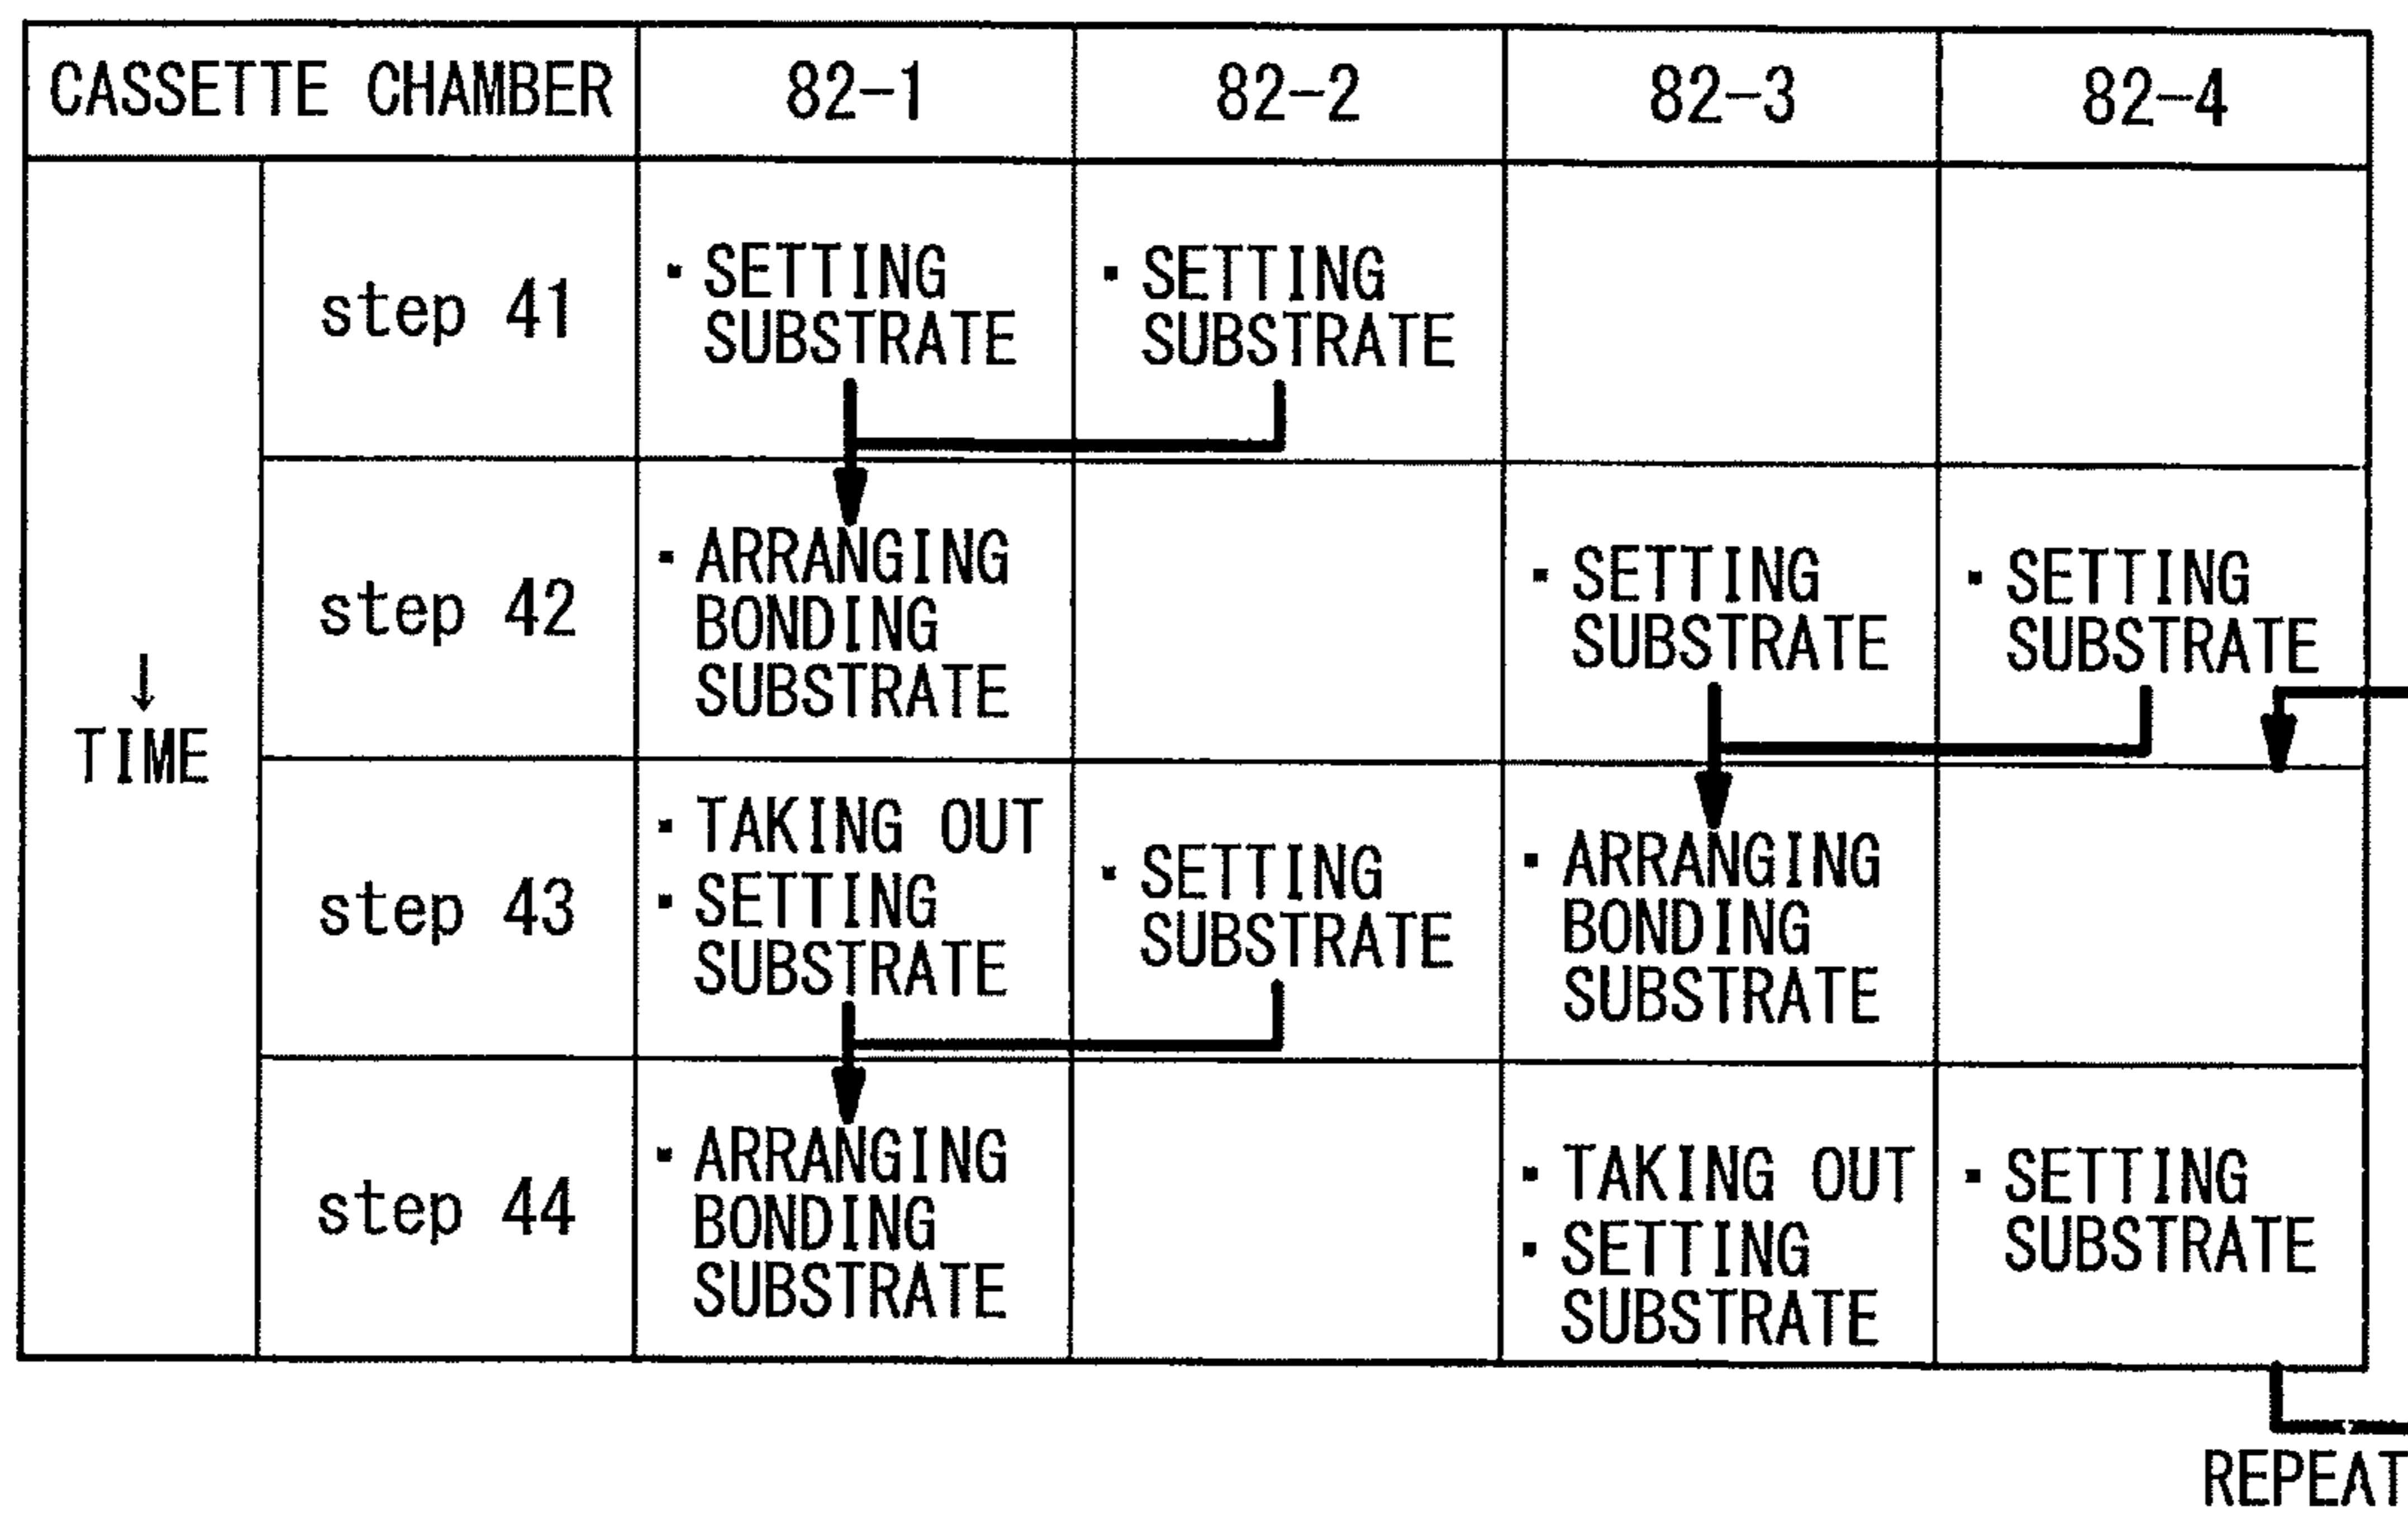 CASSETTE CHAMBER 82-1 82-2 82-3 82-4
↓
TIME
step 41
・SETTING
SUBSTRATE
・SETTING
SUBSTRATE
step 42
・ARRANGING
BONDING
SUBSTRATE
・SETTING
SUBSTRATE
・SETTING
SUBSTRATE
step 43
・TAKING OUT
・SETTING
SUBSTRATE
・SETTING
SUBSTRATE
・ARRANGING
BONDING
SUBSTRATE
step 44
・ARRANGING
BONDING
SUBSTRATE
・TAKING OUT
・SETTING
SUBSTRATE
・SETTING
SUBSTRATE
REPEAT